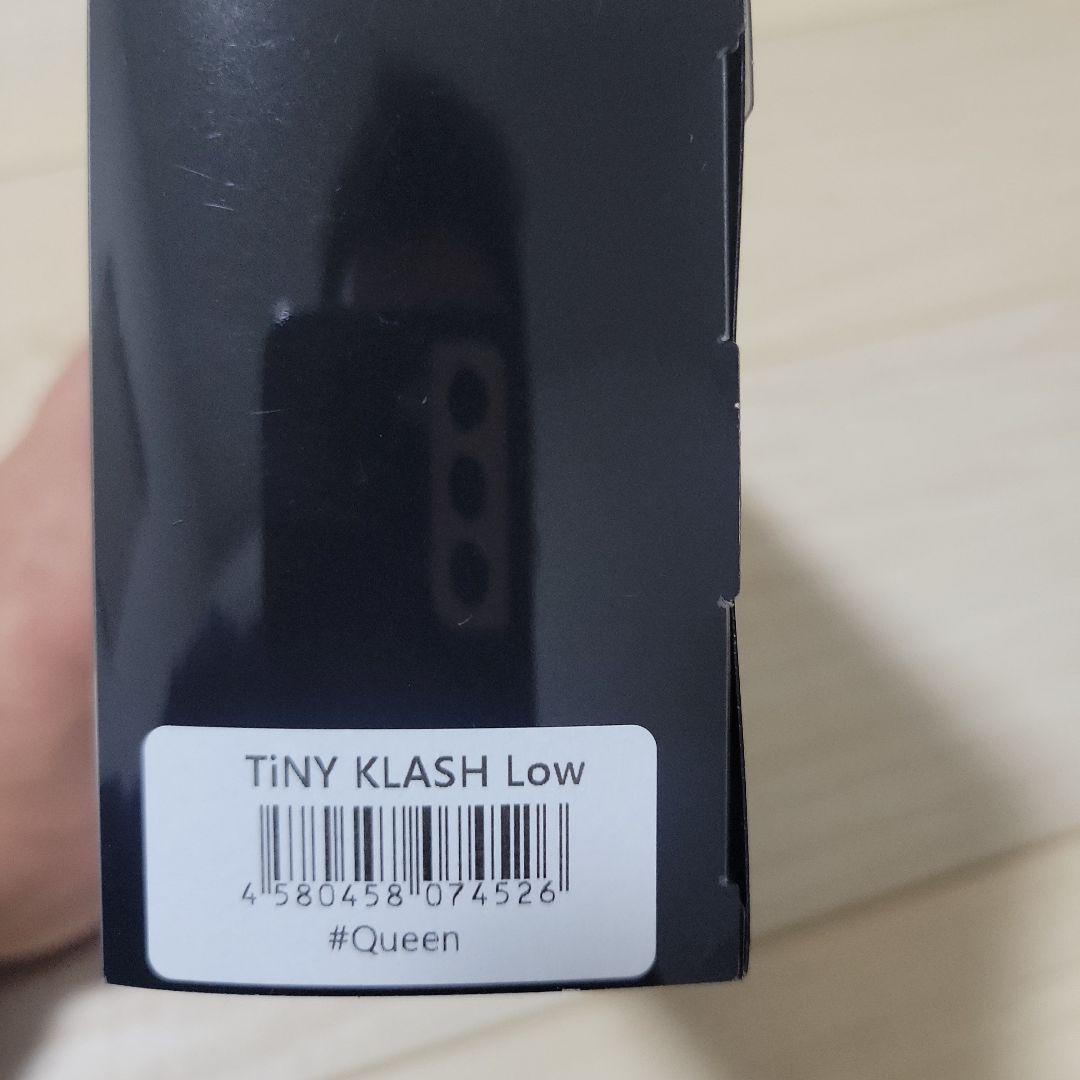 TiNY KLASH Low
4 580458 074526
#Queen